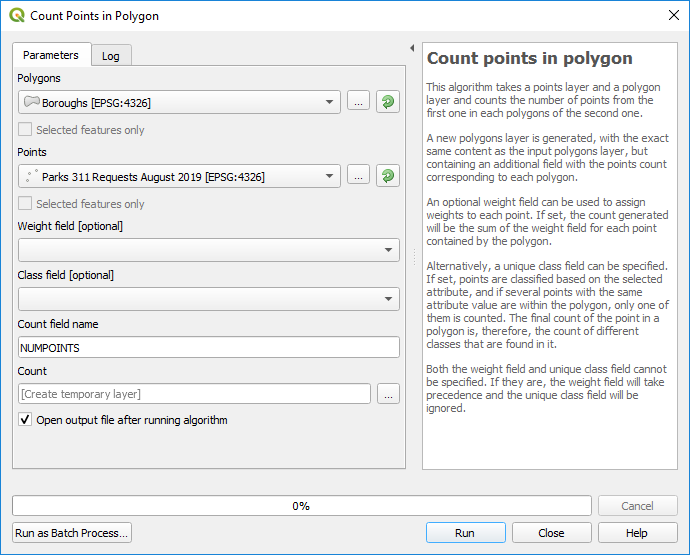 Count Points in Polygon
Parameters
Log
Polygons
Boroughs [EPSG:4326]
...
Selected features only
Points
Parks 311 Requests August 2019 [EPSG:4326]
...
Selected features only
Weight field [optional]
Class field [optional]
Count field name
NUMPOINTS
Count
[Create temporary layer]
...
Open output file after running algorithm
Count points in polygon
This algorithm takes a points layer and a polygon
layer and counts the number of points from the
first one in each polygons of the second one.
A new polygons layer is generated, with the exact
same content as the input polygons layer, but
containing an additional field with the points count
corresponding to each polygon.
An optional weight field can be used to assign
weights to each point. If set, the count generated
will be the sum of the weight field for each point
contained by the polygon.
Alternatively, a unique class field can be specified.
If set, points are classified based on the selected
attribute, and if several points with the same
attribute value are within the polygon, only one of
them is counted. The final count of the point in a
polygon is, therefore, the count of different
classes that are found in it.
Both the weight field and unique class field cannot
be specified. If they are, the weight field will take
precedence and the unique class field will be
ignored.
0%
Cancel
Run as Batch Process...
Run
Close
Help